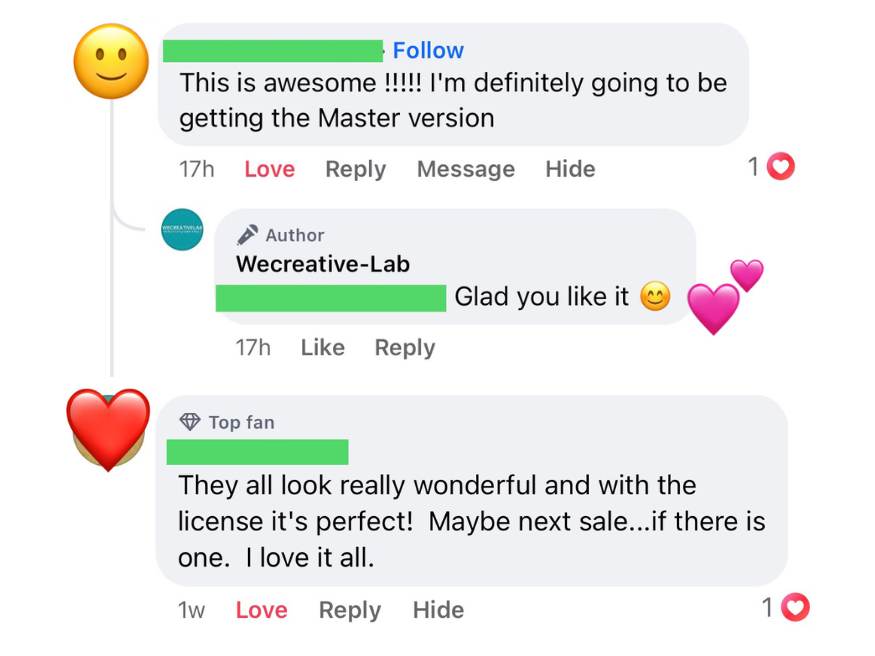 Follow
This is awesome !!!!! I'm definitely going to be
getting the Master version
17h Love Reply Message Hide 1
WECREATIVELAB
Author
Wecreative-Lab
Glad you like it 😊
17h Like Reply
Top fan
They all look really wonderful and with the
license it's perfect! Maybe next sale...if there is
one. I love it all.
1w Love Reply Hide 1